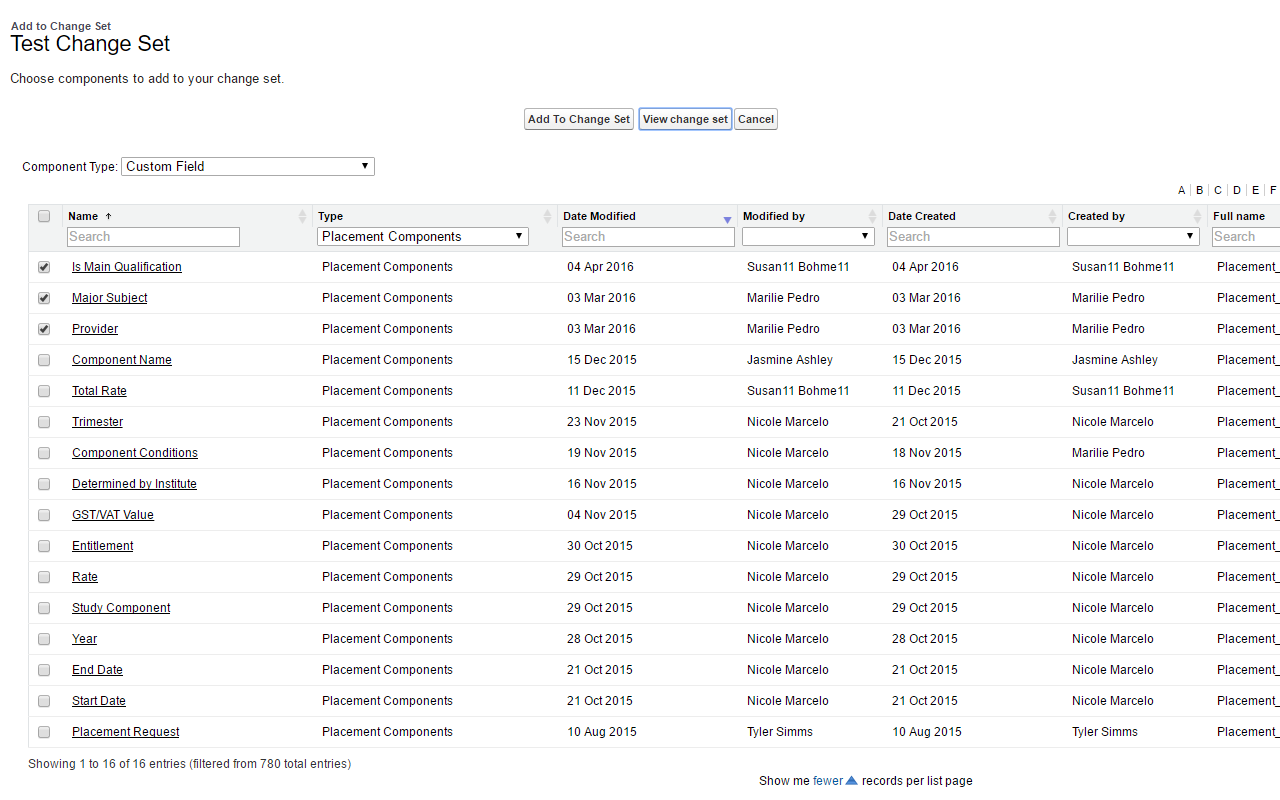 Add to Change Set
Test Change Set
Choose components to add to your change set.
Add To Change Set View change set Cancel
Component Type: Custom Field
A B C D E F
Name Type Date Modified Modified by Date Created Created by Full name
Search Placement Components Search Search Search
Is Main Qualification Placement Components 04 Apr 2016 Susan11 Bohme11 04 Apr 2016 Susan11 Bohme11 Placement_
Major Subject Placement Components 03 Mar 2016 Marilie Pedro 03 Mar 2016 Marilie Pedro Placement_
Provider Placement Components 03 Mar 2016 Marilie Pedro 03 Mar 2016 Marilie Pedro Placement_
Component Name Placement Components 15 Dec 2015 Jasmine Ashley 15 Dec 2015 Jasmine Ashley Placement_
Total Rate Placement Components 11 Dec 2015 Susan11 Bohme11 11 Dec 2015 Susan11 Bohme11 Placement_
Trimester Placement Components 23 Nov 2015 Nicole Marcelo 21 Oct 2015 Nicole Marcelo Placement_
Component Conditions Placement Components 19 Nov 2015 Nicole Marcelo 18 Nov 2015 Marilie Pedro Placement_
Determined by Institute Placement Components 16 Nov 2015 Nicole Marcelo 16 Nov 2015 Nicole Marcelo Placement_
GST/VAT Value Placement Components 04 Nov 2015 Nicole Marcelo 29 Oct 2015 Nicole Marcelo Placement_
Entitlement Placement Components 30 Oct 2015 Nicole Marcelo 30 Oct 2015 Nicole Marcelo Placement_
Rate Placement Components 29 Oct 2015 Nicole Marcelo 29 Oct 2015 Nicole Marcelo Placement_
Study Component Placement Components 29 Oct 2015 Nicole Marcelo 29 Oct 2015 Nicole Marcelo Placement_
Year Placement Components 28 Oct 2015 Nicole Marcelo 28 Oct 2015 Nicole Marcelo Placement_
End Date Placement Components 21 Oct 2015 Nicole Marcelo 21 Oct 2015 Nicole Marcelo Placement_
Start Date Placement Components 21 Oct 2015 Nicole Marcelo 21 Oct 2015 Nicole Marcelo Placement_
Placement Request Placement Components 10 Aug 2015 Tyler Simms 10 Aug 2015 Tyler Simms Placement_
Showing 1 to 16 of 16 entries (filtered from 780 total entries)
Show me fewer records per list page